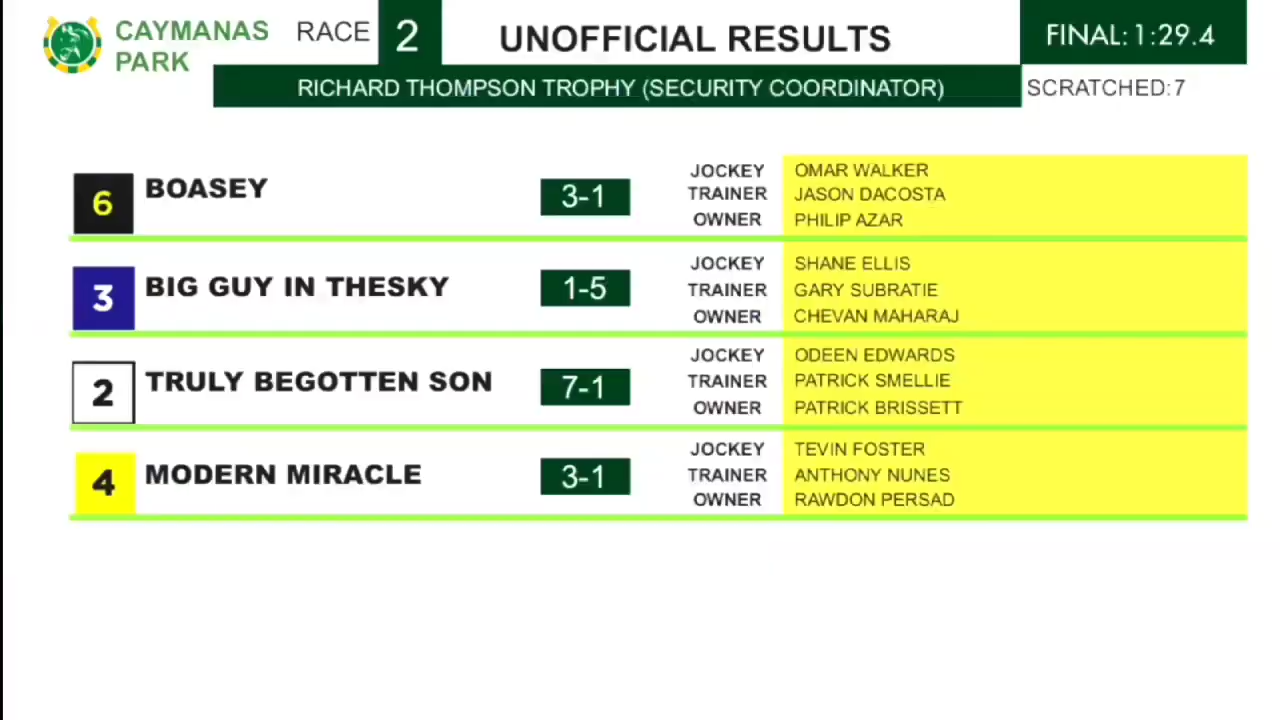 CAYMANAS PARK
RACE 2
UNOFFICIAL RESULTS
FINAL: 1:29.4
RICHARD THOMPSON TROPHY (SECURITY COORDINATOR)
SCRATCHED:7
6 BOASEY 3-1
JOCKEY OMAR WALKER
TRAINER JASON DACOSTA
OWNER PHILIP AZAR
3 BIG GUY IN THESKY 1-5
JOCKEY SHANE ELLIS
TRAINER GARY SUBRATIE
OWNER CHEVAN MAHARAJ
2 TRULY BEGOTTEN SON 7-1
JOCKEY ODEEN EDWARDS
TRAINER PATRICK SMELLIE
OWNER PATRICK BRISSETT
4 MODERN MIRACLE 3-1
JOCKEY TEVIN FOSTER
TRAINER ANTHONY NUNES
OWNER RAWDON PERSAD